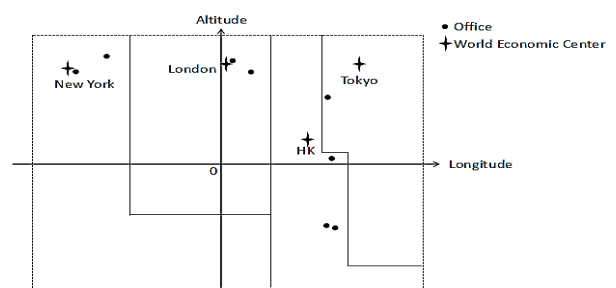 Altitude
Office
World Economic Center
London
New York
Tokyo
HK
Longitude
0